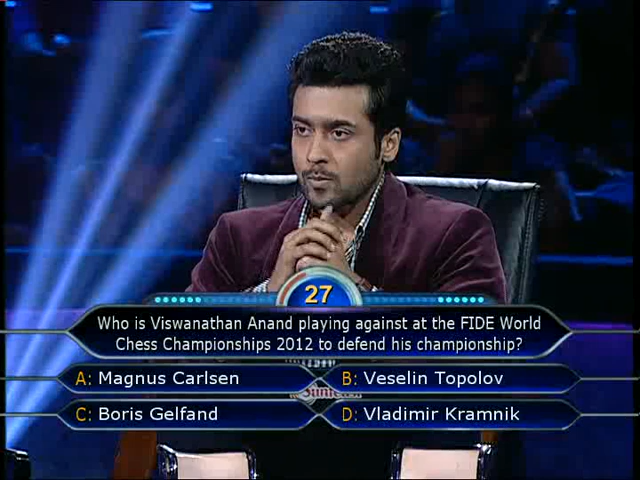 27
Who is Viswanathan Anand playing against at the FIDE World
Chess Championships 2012 to defend his championship?
A: Magnus Carlsen
B: Veselin Topolov
C: Boris Gelfand
D: Vladimir Kramnik